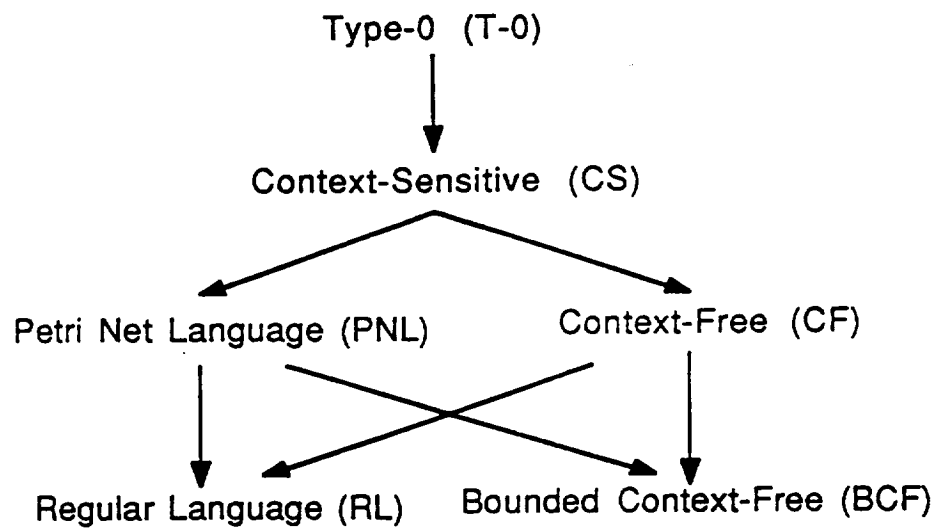 Type-0 (T-0)
Context-Sensitive (CS)
Petri Net Language (PNL)
Context-Free (CF)
Regular Language (RL)
Bounded Context-Free (BCF)